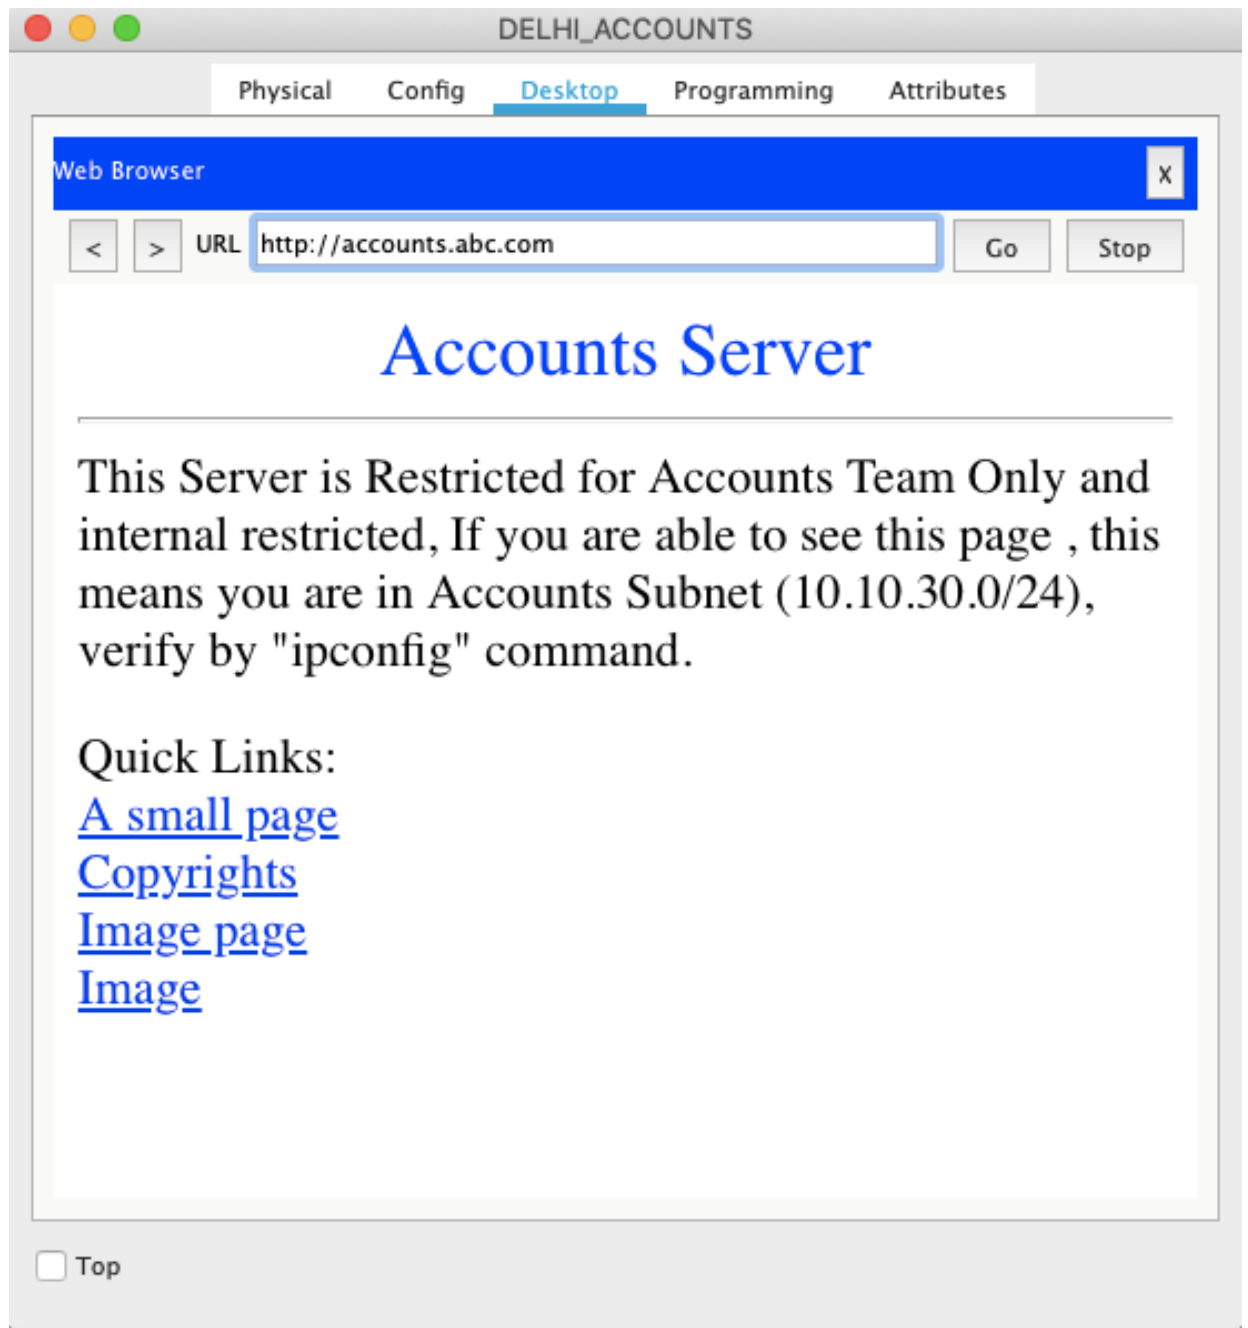 DELHI_ACCOUNTS
Physical Config Desktop Programming Attributes
Web Browser X
< > URL http://accounts.abc.com Go Stop
Accounts Server
This Server is Restricted for Accounts Team Only and
internal restricted, If you are able to see this page , this
means you are in Accounts Subnet (10.10.30.0/24),
verify by "ipconfig" command.
Quick Links:
A small page
Copyrights
Image page
Image
Top